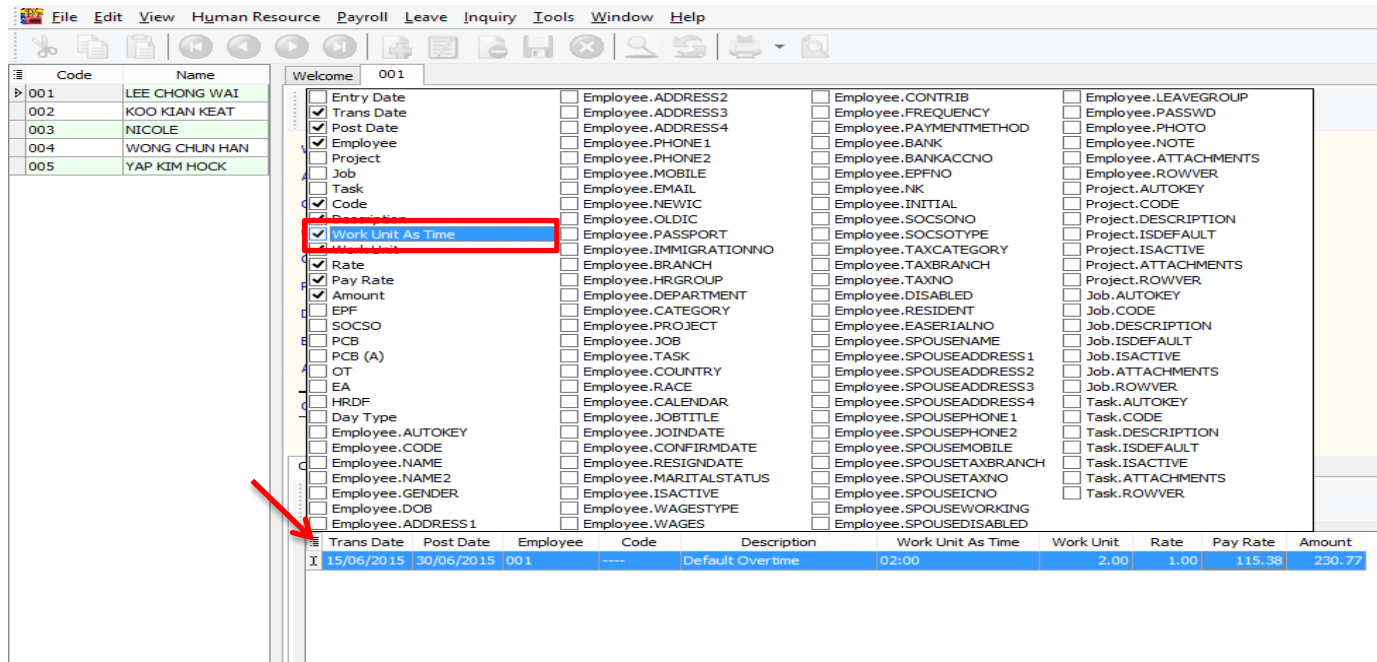 File Edit View Human Resource Payroll Leave Inquiry Tools Window Help
Code Name
001 LEE CHONG WAI
002 KOO KIAN KEAT
003 NICOLE
004 WONG CHUN HAN
005 YAP KIM HOCK
Welcome 001
Entry Date
Trans Date
Post Date
Employee
Project
Job
Task
Code
Description
Work Unit As Time
Work Unit
Rate
Pay Rate
Amount
EPF
SOCSO
PCB
PCB (A)
OT
EA
HRDF
Day Type
Employee.AUTOKEY
Employee.CODE
Employee.NAME
Employee.NAME2
Employee.GENDER
Employee.DOB
Employee.ADDRESS1
Employee.ADDRESS2
Employee.ADDRESS3
Employee.ADDRESS4
Employee.PHONE1
Employee.PHONE2
Employee.MOBILE
Employee.EMAIL
Employee.NEWIC
Employee.OLDIC
Employee.PASSPORT
Employee.IMMIGRATIONNO
Employee.BRANCH
Employee.HRGROUP
Employee.DEPARTMENT
Employee.CATEGORY
Employee.PROJECT
Employee.JOB
Employee.TASK
Employee.COUNTRY
Employee.RACE
Employee.CALENDAR
Employee.JOBTITLE
Employee.JOINDATE
Employee.CONFIRMDATE
Employee.RESIGNDATE
Employee.MARITALSTATUS
Employee.ISACTIVE
Employee.WAGESTYPE
Employee.WAGES
Employee.CONTRIB
Employee.FREQUENCY
Employee.PAYMENTMETHOD
Employee.BANK
Employee.BANKACCNO
Employee.EPFNO
Employee.NK
Employee.INITIAL
Employee.SOCSONO
Employee.SOCSOTYPE
Employee.TAXCATEGORY
Employee.TAXBRANCH
Employee.TAXNO
Employee.DISABLED
Employee.RESIDENT
Employee.EASERIALNO
Employee.SPOUSENAME
Employee.SPOUSEADDRESS1
Employee.SPOUSEADDRESS2
Employee.SPOUSEADDRESS3
Employee.SPOUSEADDRESS4
Employee.SPOUSEPHONE1
Employee.SPOUSEPHONE2
Employee.SPOUSEMOBILE
Employee.SPOUSETAXBRANCH
Employee.SPOUSETAXNO
Employee.SPOUSEICNO
Employee.SPOUSEWORKING
Employee.SPOUSEDISABLED
Employee.LEAVEGROUP
Employee.PASSWD
Employee.PHOTO
Employee.NOTE
Employee.ATTACHMENTS
Employee.ROWVER
Project.AUTOKEY
Project.CODE
Project.DESCRIPTION
Project.ISDEFAULT
Project.ISACTIVE
Project.ATTACHMENTS
Project.ROWVER
Job.AUTOKEY
Job.CODE
Job.DESCRIPTION
Job.ISDEFAULT
Job.ISACTIVE
Job.ATTACHMENTS
Job.ROWVER
Task.AUTOKEY
Task.CODE
Task.DESCRIPTION
Task.ISDEFAULT
Task.ISACTIVE
Task.ATTACHMENTS
Task.ROWVER
Trans Date Post Date Employee Code Description Work Unit As Time Work Unit Rate Pay Rate Amount
15/06/2015 30/06/2015 001 ---- Default Overtime 02:00 2.00 1.00 115.38 230.77